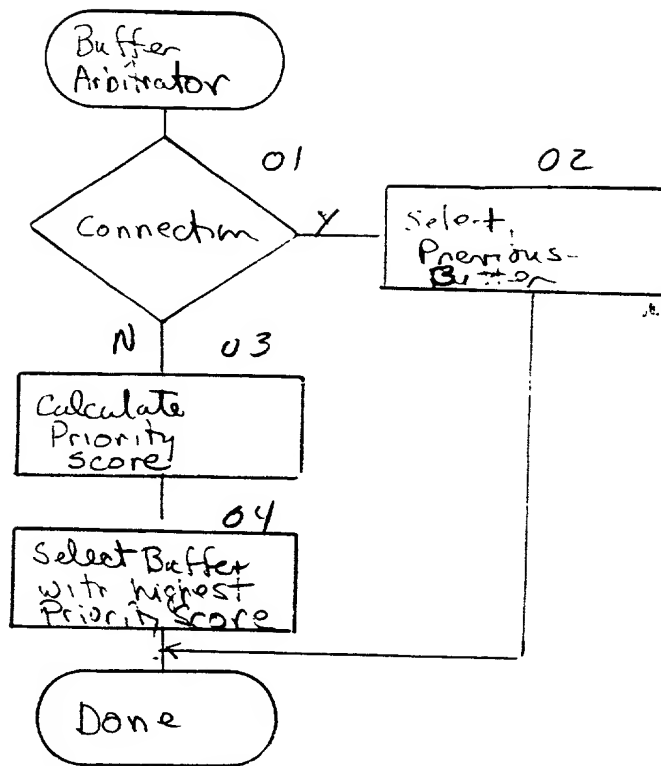 Buffer
Arbitrator
01
02
Connection
Y
Select
Previous-
N
03
Calculate
Priority
Score
04
Select Buffer
with highest
Priority Score
Done